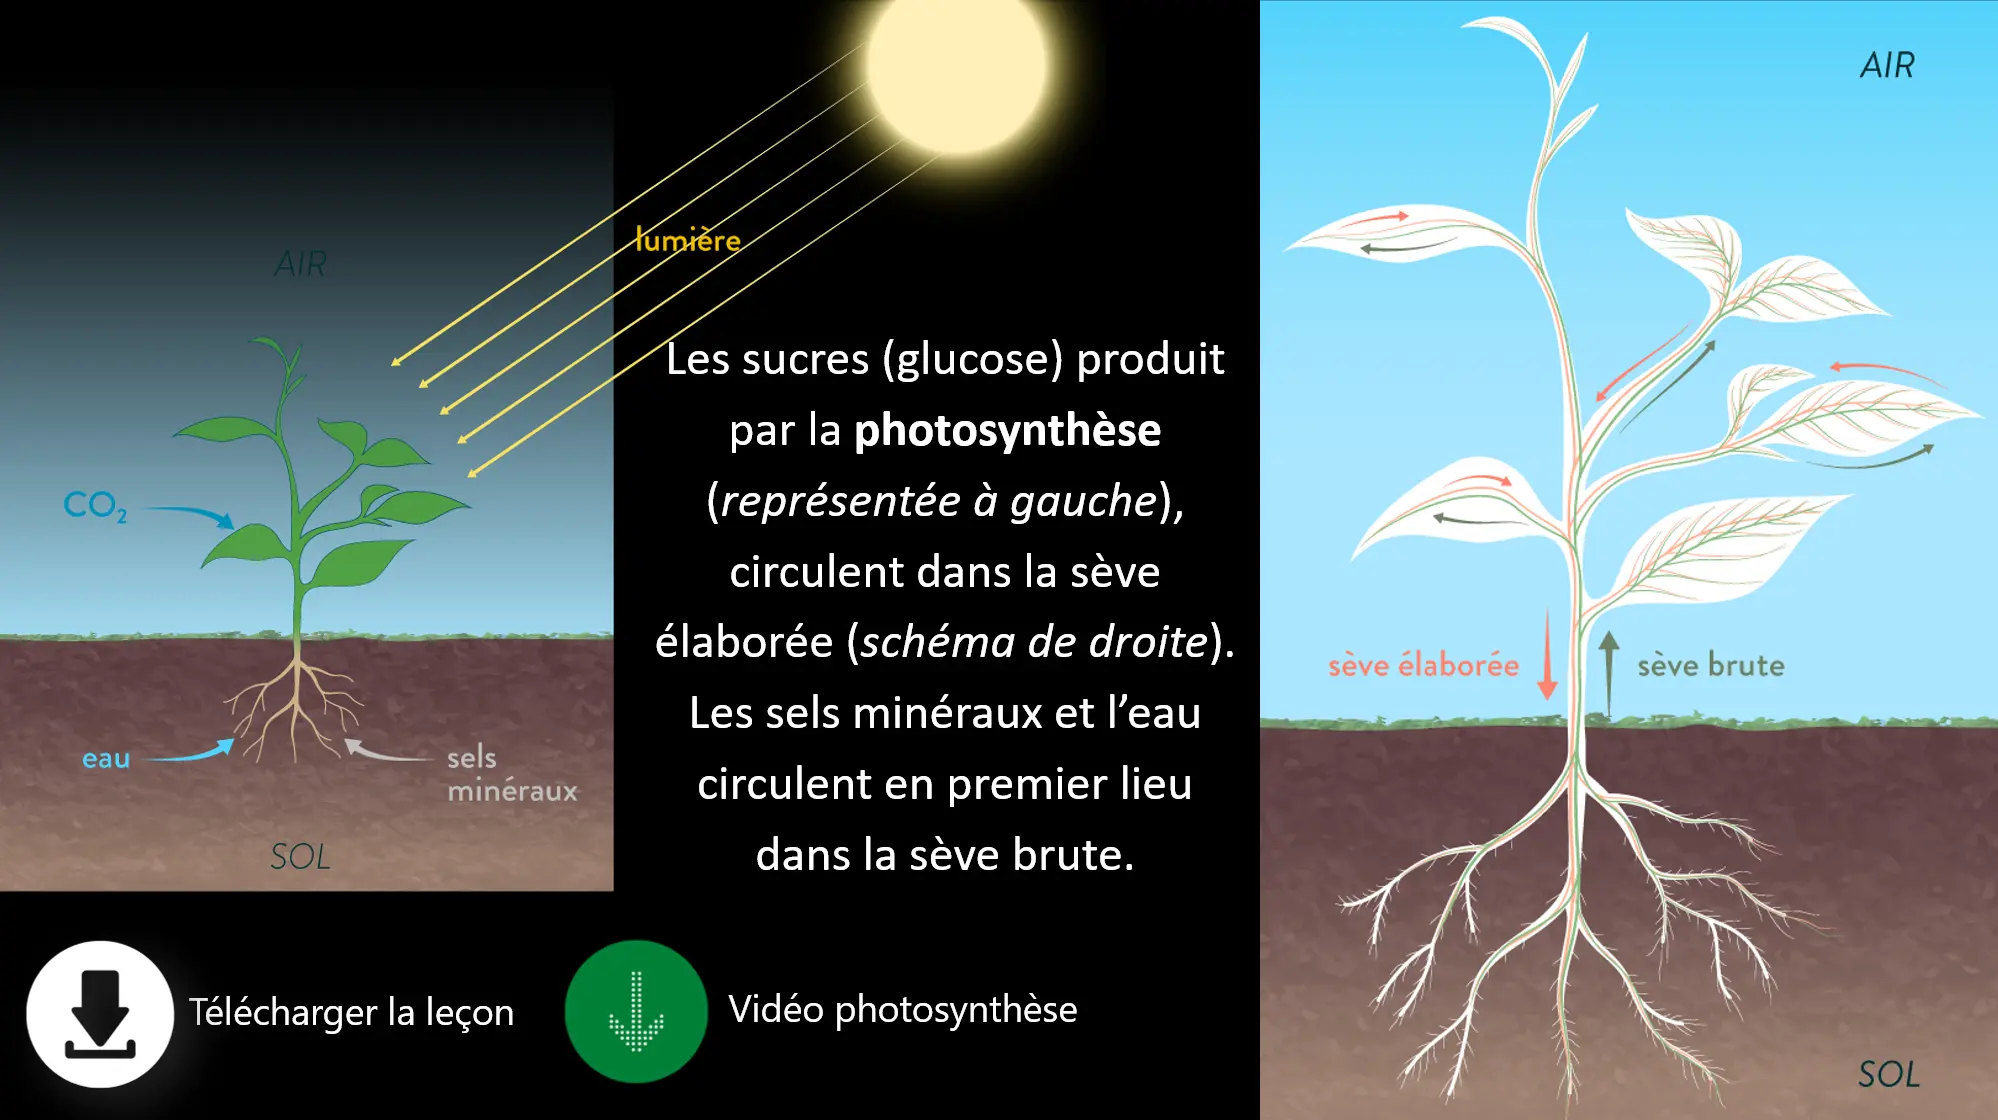 AIR
lumière
CO₂
eau
sels
minéraux
SOL
Les sucres (glucose) produit
par la photosynthèse
(représentée à gauche),
circulent dans la sève
élaborée (schéma de droite).
Les sels minéraux et l’eau
circulent en premier lieu
dans la sève brute.
AIR
sève élaborée
sève brute
SOL
Télécharger la leçon
Vidéo photosynthèse